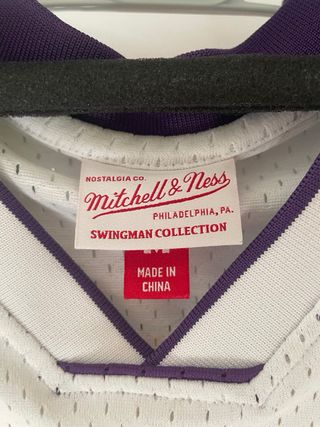 NOSTALGIA CO.
Mitchell & Ness
PHILADELPHIA, PA.
SWINGMAN COLLECTION
MADE IN
CHINA